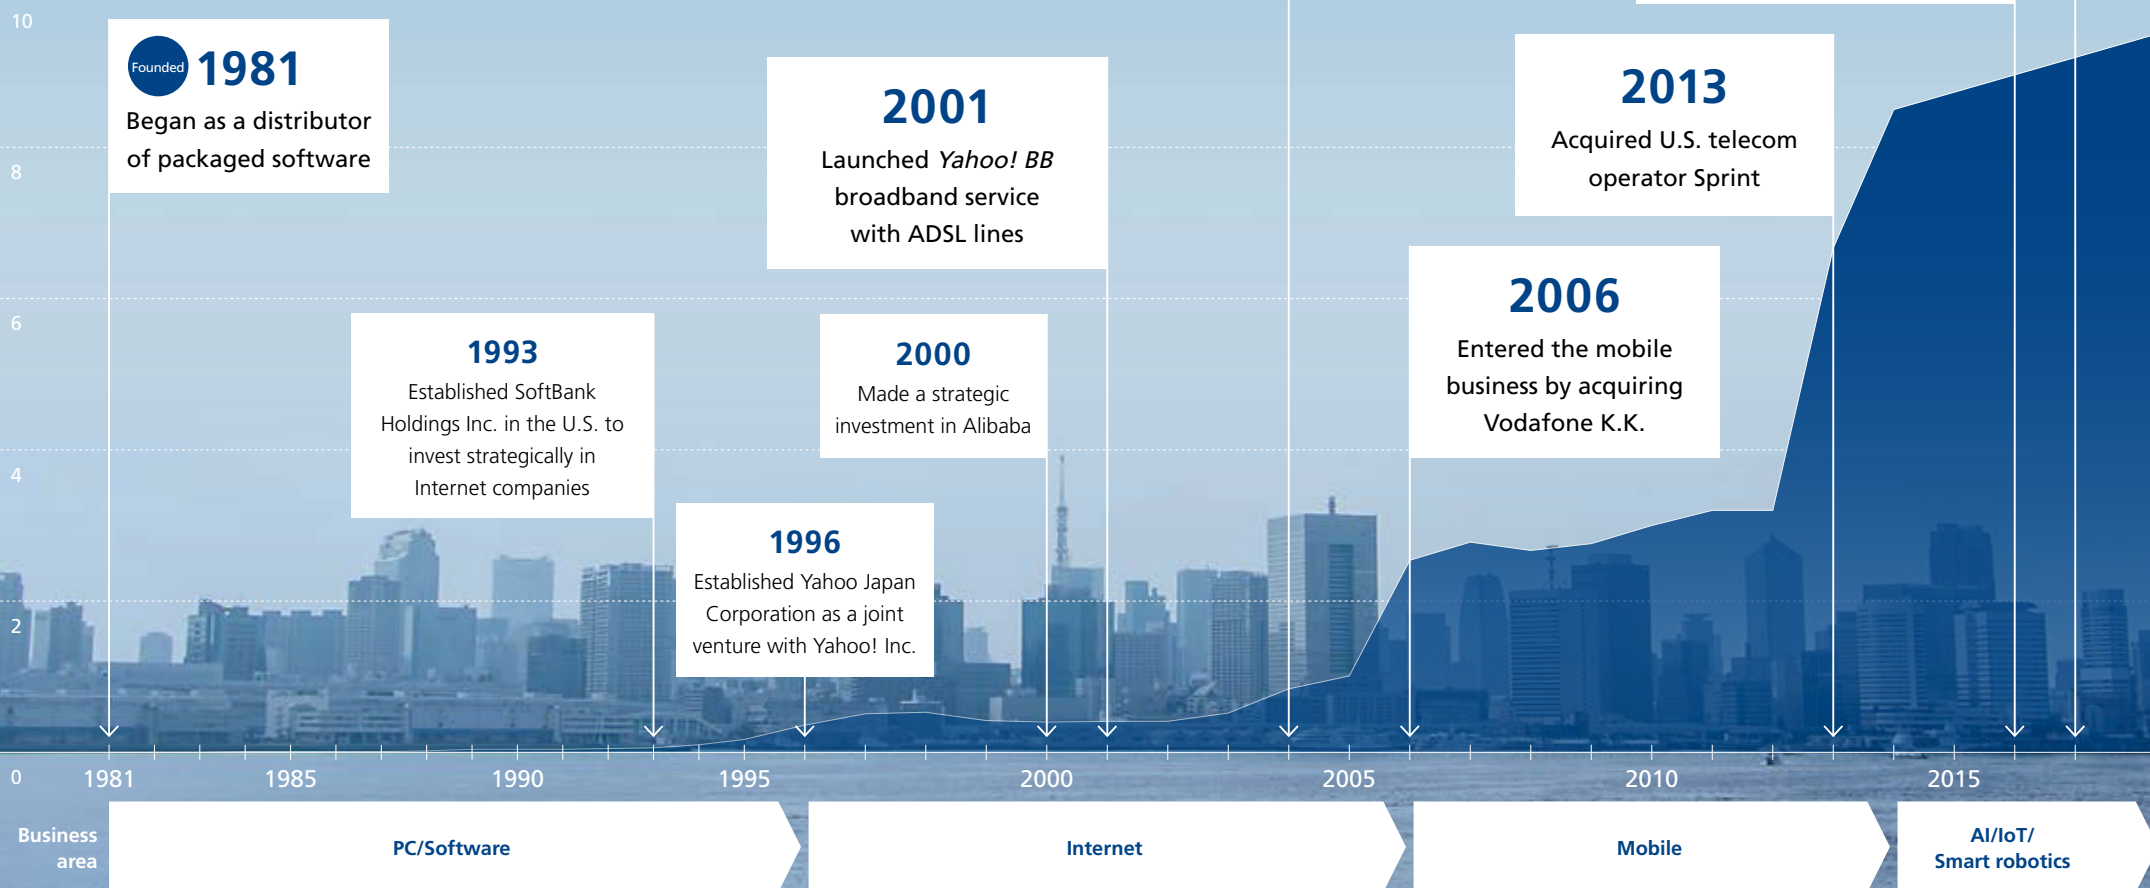 10
8
6
4
2
0
Founded
1981
Began as a distributor
of packaged software
1993
Established SoftBank
Holdings Inc. in the U.S. to
invest strategically in
Internet companies
1996
Established Yahoo Japan
Corporation as a joint
venture with Yahoo! Inc.
2000
Made a strategic
investment in Alibaba
2001
Launched Yahoo! BB
broadband service
with ADSL lines
2006
Entered the mobile
business by acquiring
Vodafone K.K.
2013
Acquired U.S. telecom
operator Sprint
1981
1985
1990
1995
2000
2005
2010
2015
Business
area
PC/Software
Internet
Mobile
AI/IoT/
Smart robotics